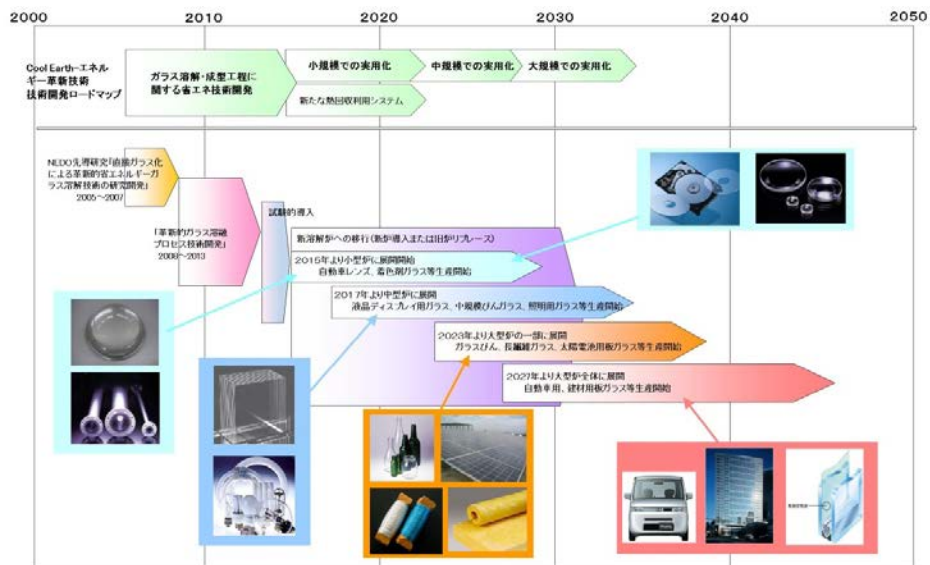 2000 2010 2020 2030 2040 2050
Cool Earth-エネル
ギー革新技術
技術開発ロードマップ
ガラス溶解・成型工程に
関する省エネ技術開発
小規模での実用化
中規模での実用化
大規模での実用化
新たな熱回収利用システム
NEDO先導研究「直接ガラス化
による革新的省エネルギーガ
ラス溶解技術の研究開発」
2005~2007
「革新的ガラス溶融
プロセス技術開発」
2008~2013
試験的導入
新溶解炉への移行(新炉導入または旧炉リプレース)
2015年より小型炉に展開開始
自動車レンズ、着色剤ガラス等生産開始
2017年より中型炉に展開
液晶ディスプレイ用ガラス、中規模びんガラス、照明用ガラス等生産開始
2023年より大型炉の一部に展開
ガラスびん、長繊維ガラス、太陽電池用板ガラス等生産開始
2027年より大型炉全体に展開
自動車用、建材用板ガラス等生産開始